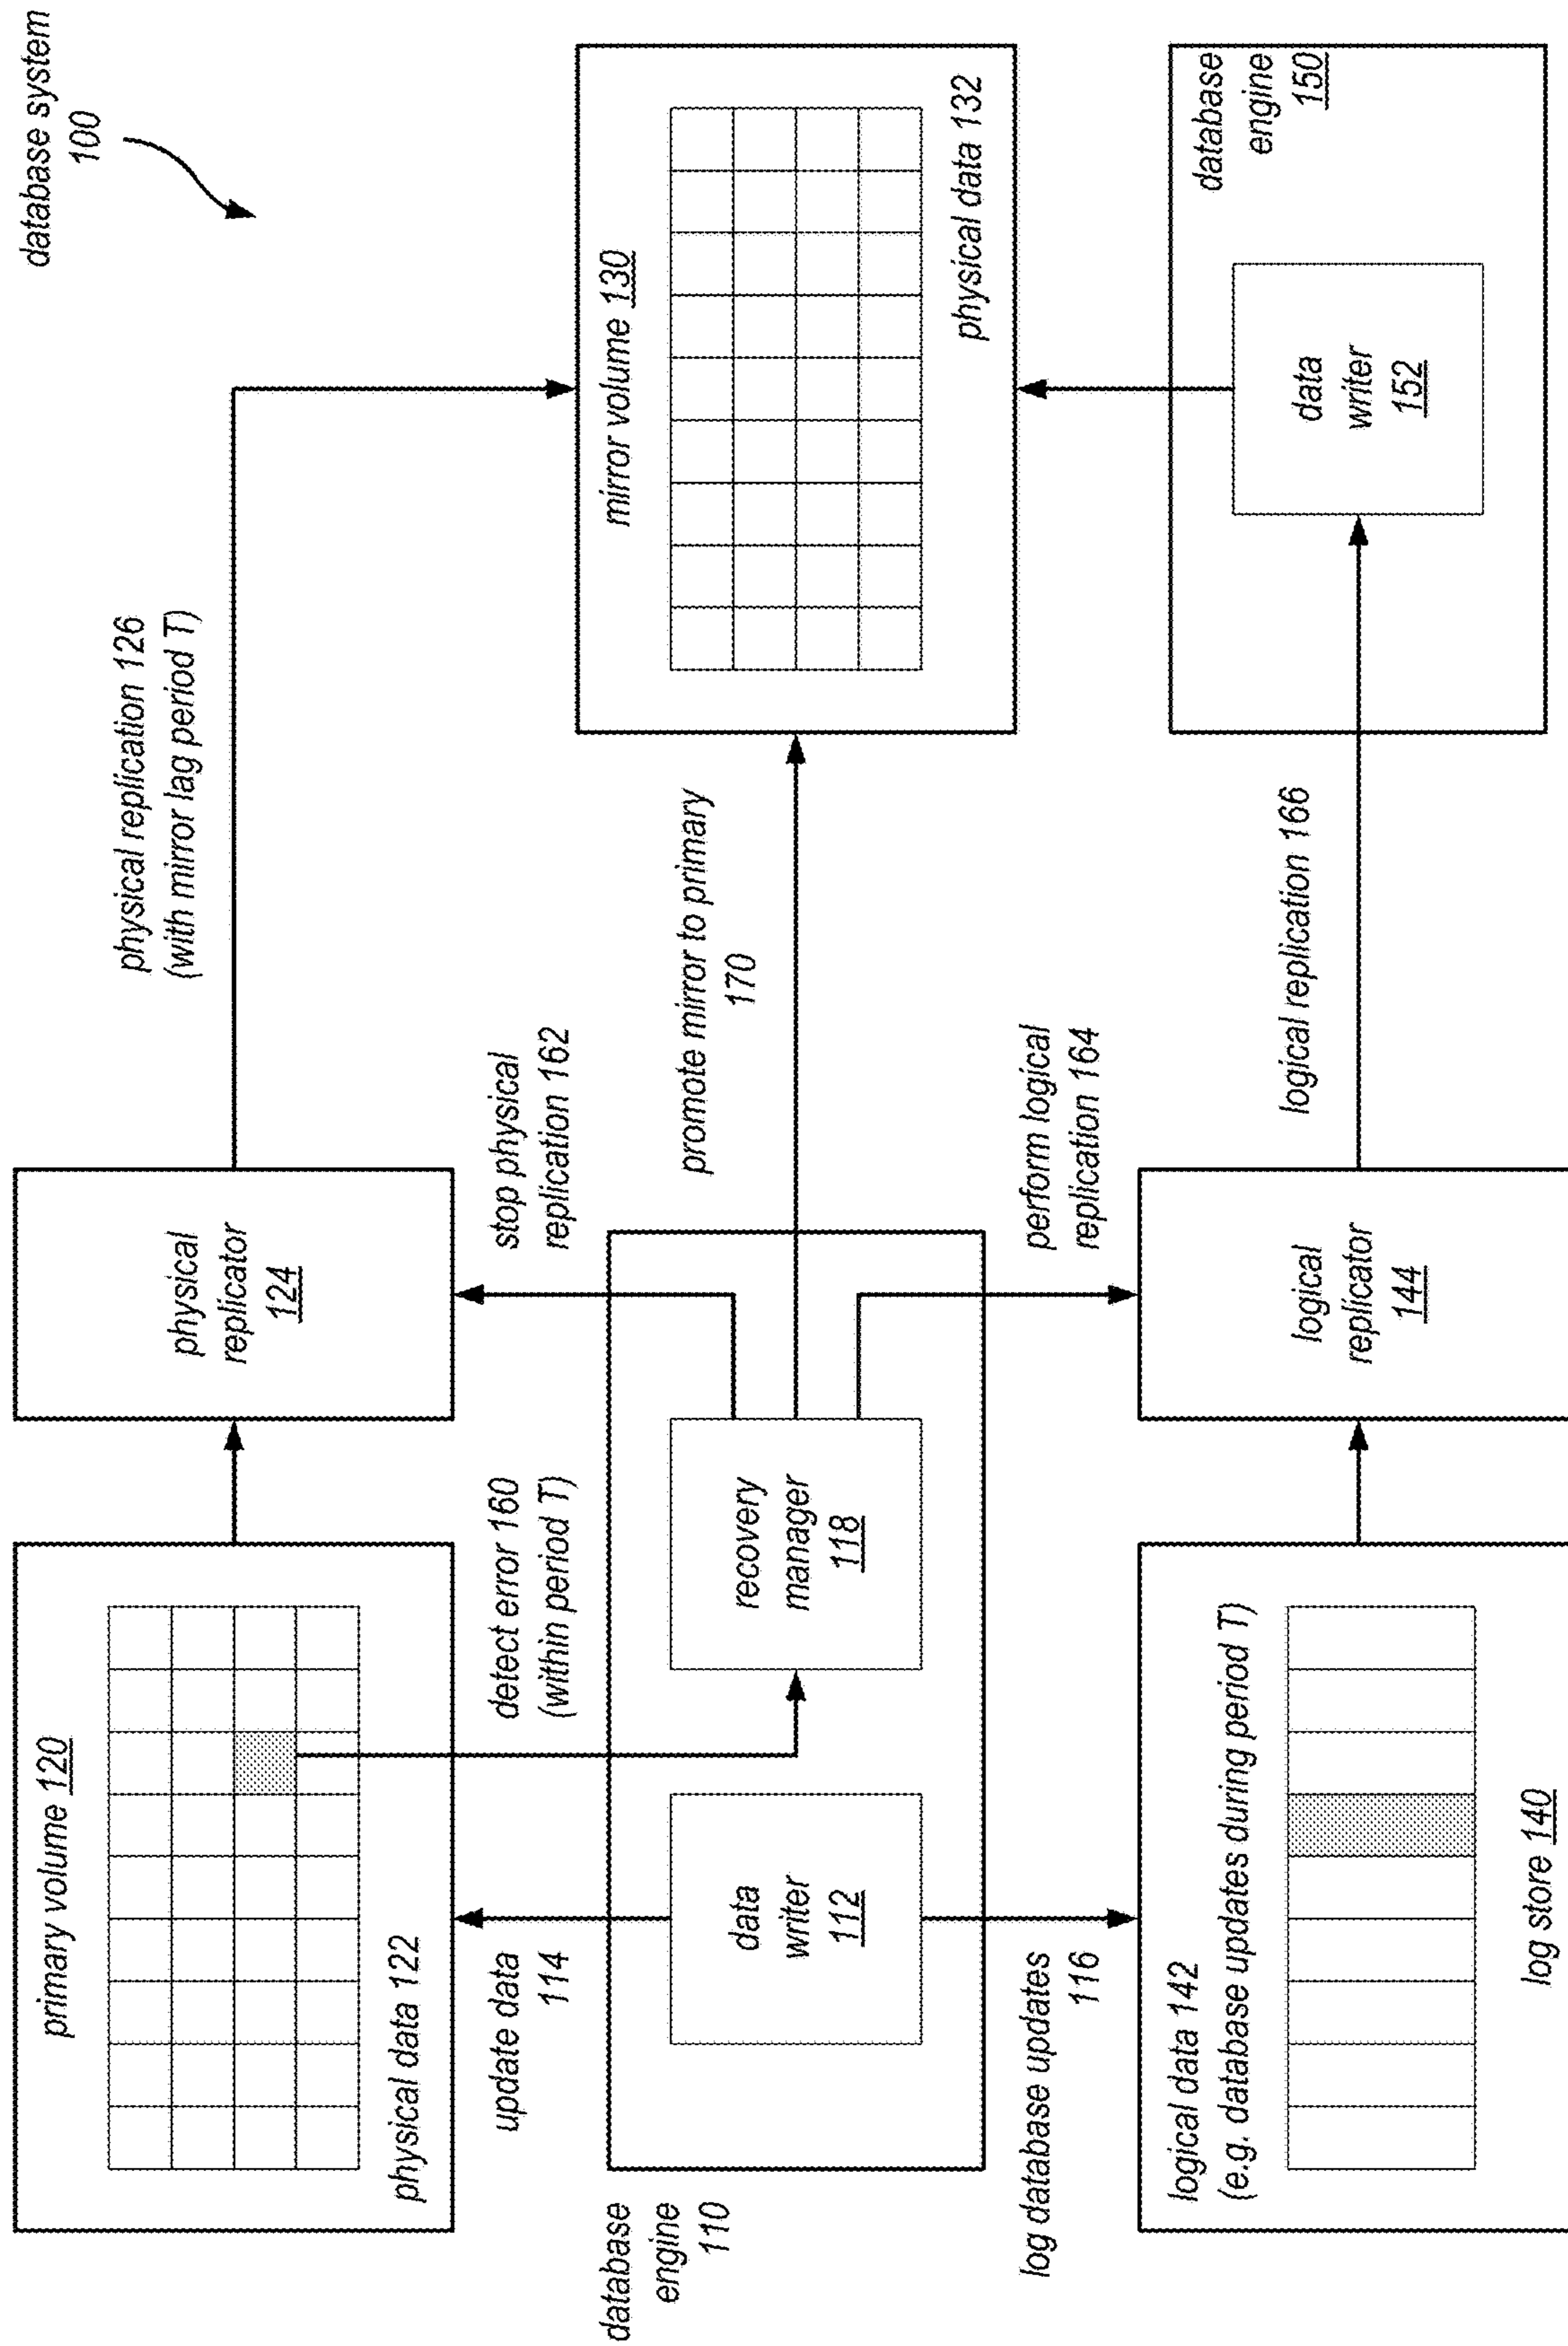 database system
100
primary volume 120
physical data 122
physical
replicator
124
physical replication 126
(with mirror lag period T)
update data
114
detect error 160
(within period T)
stop physical
replication 162
database
engine
110
data
writer
112
recovery
manager
118
promote mirror to primary
170
mirror volume 130
physical data 132
log database updates
116
perform logical
replication 164
logical data 142
(e.g. database updates during period T)
log store 140
logical
replicator
144
logical replication 166
data
writer
152
database
engine
150